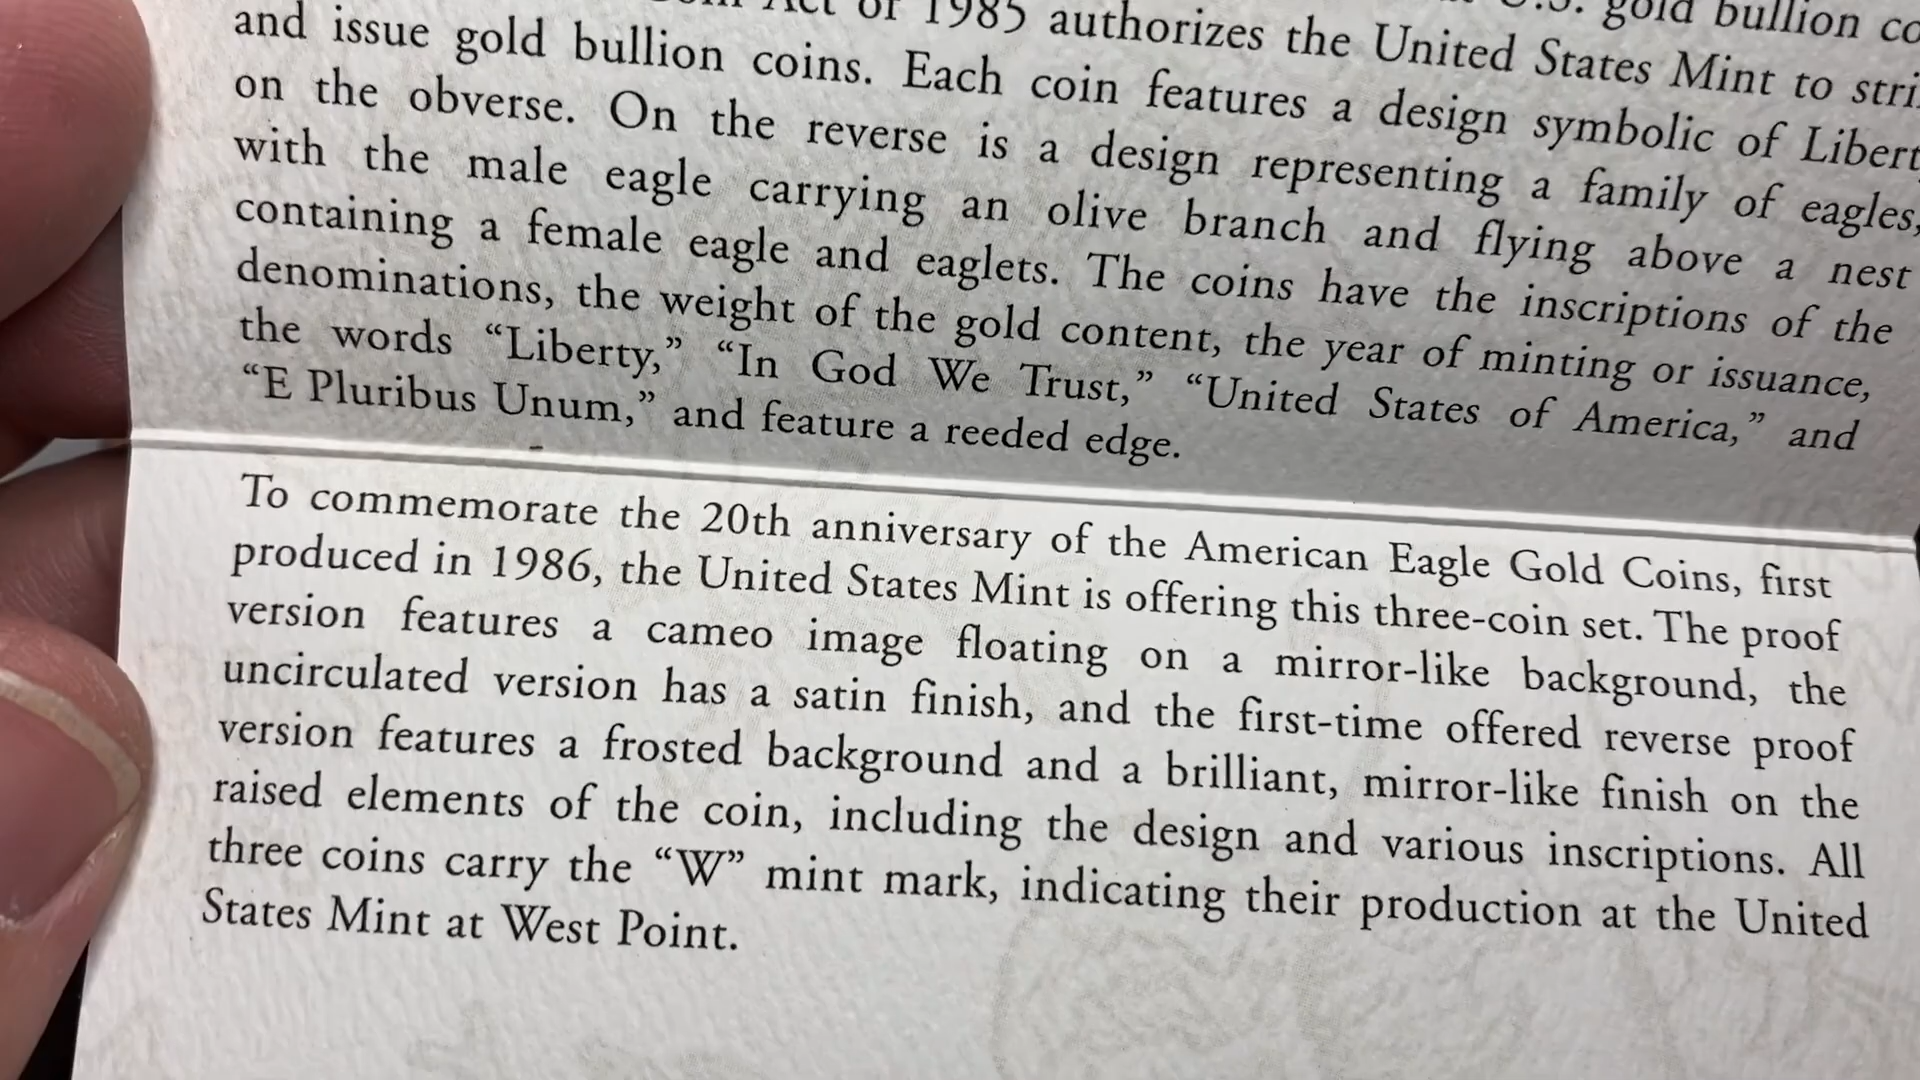 Act of 1985 authorizes the United States Mint to
and issue gold bullion coins. Each coin features a design symbolic of
on the obverse. On the reverse is a design representing a family of eagles,
with the male eagle carrying an olive branch and flying above a nest
containing a female eagle and eaglets. The coins have the inscriptions of the
denominations, the weight of the gold content, the year of minting or issuance,
the words “Liberty,” “In God We Trust,” “United States of America,” and
“E Pluribus Unum,” and feature a reeded edge.
To commemorate the 20th anniversary of the American Eagle Gold Coins, first
produced in 1986, the United States Mint is offering this three-coin set. The proof
version features a cameo image floating on a mirror-like background, the
uncirculated version has a satin finish, and the first-time offered reverse proof
version features a frosted background and a brilliant, mirror-like finish on the
raised elements of the coin, including the design and various inscriptions. All
three coins carry the “W” mint mark, indicating their production at the United
States Mint at West Point.